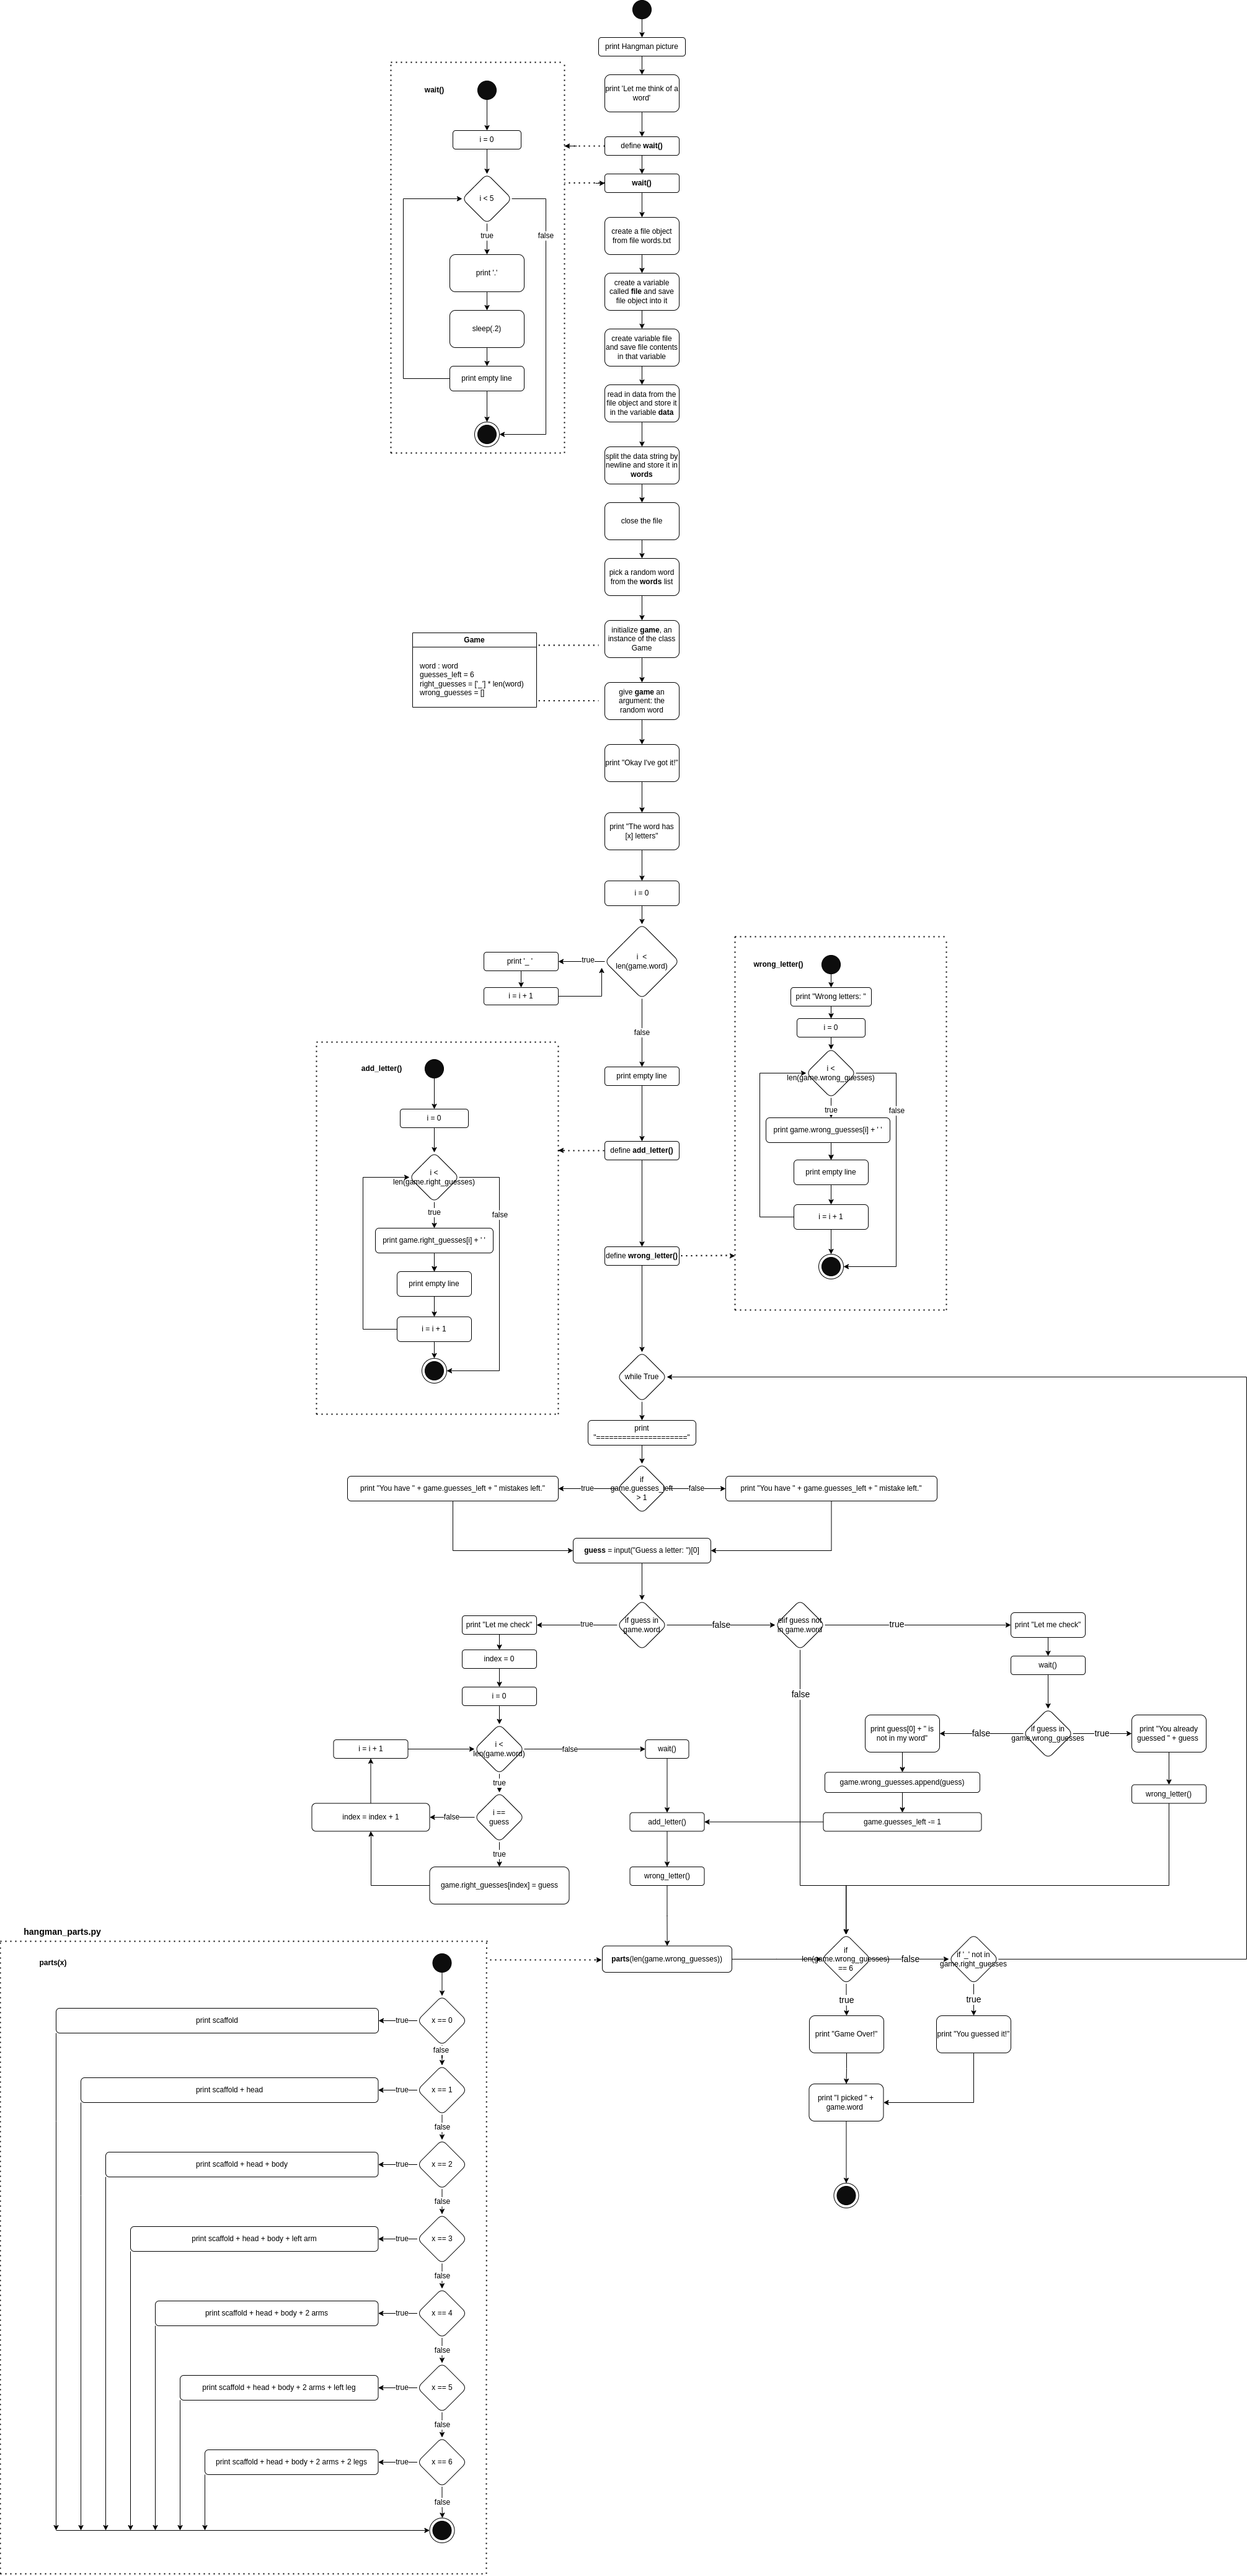 print Hangman picture
print 'Let me think of a
word'
define wait()
wait()
create a file object
from file words.txt
create a variable
called file and save
file object into it
create variable file
and save file contents
in that variable
read in data from the
file object and store it
in the variable data
split the data string by
newline and store it in
words
close the file
pick a random word
from the words list
initialize game, an
instance of the class
Game
give game an
argument: the
random word
print "Okay I've got it!"
print "The word has
[x] letters"
i = 0
i <
len(game.word)
true
print '_ '
i = i + 1
false
print empty line
define add_letter()
define wrong_letter()
wait()
i = 0
i < 5
true
false
print '.'
sleep(.2)
print empty line
Game
word : word
guesses_left = 6
right_guesses = ['_'] * len(word)
wrong_guesses = []
wrong_letter()
print "Wrong letters: "
i = 0
i <
len(game.wrong_guesses)
true
false
print game.wrong_guesses[i] + ' '
print empty line
i = i + 1
add_letter()
i = 0
i <
len(game.right_guesses)
true
false
print game.right_guesses[i] + ' '
print empty line
i = i + 1
while True
print
"====================="
if
game.guesses_left
> 1
true
false
print "You have " + game.guesses_left + " mistakes left."
print "You have " + game.guesses_left + " mistake left."
guess = input("Guess a letter: ")[0]
if guess in
game.word
true
false
elif guess not
in game.word
true
false
print "Let me check"
index = 0
i = 0
i <
len(game.word)
false
true
i = i + 1
i ==
guess
false
true
index = index + 1
game.right_guesses[index] = guess
wait()
add_letter()
wrong_letter()
print "Let me check"
wait()
if guess in
game.wrong_guesses
false
true
print guess[0] + " is
not in my word"
game.wrong_guesses.append(guess)
game.guesses_left -= 1
print "You already
guessed " + guess
wrong_letter()
parts(len(game.wrong_guesses))
if
len(game.wrong_guesses)
== 6
false
true
if '_' not in
game.right_guesses
true
print "Game Over!"
print "You guessed it!"
print "I picked " +
game.word
hangman_parts.py
parts(x)
x == 0
true
print scaffold
false
x == 1
true
print scaffold + head
false
x == 2
true
print scaffold + head + body
false
x == 3
true
print scaffold + head + body + left arm
false
x == 4
true
print scaffold + head + body + 2 arms
false
x == 5
true
print scaffold + head + body + 2 arms + left leg
false
x == 6
true
print scaffold + head + body + 2 arms + 2 legs
false